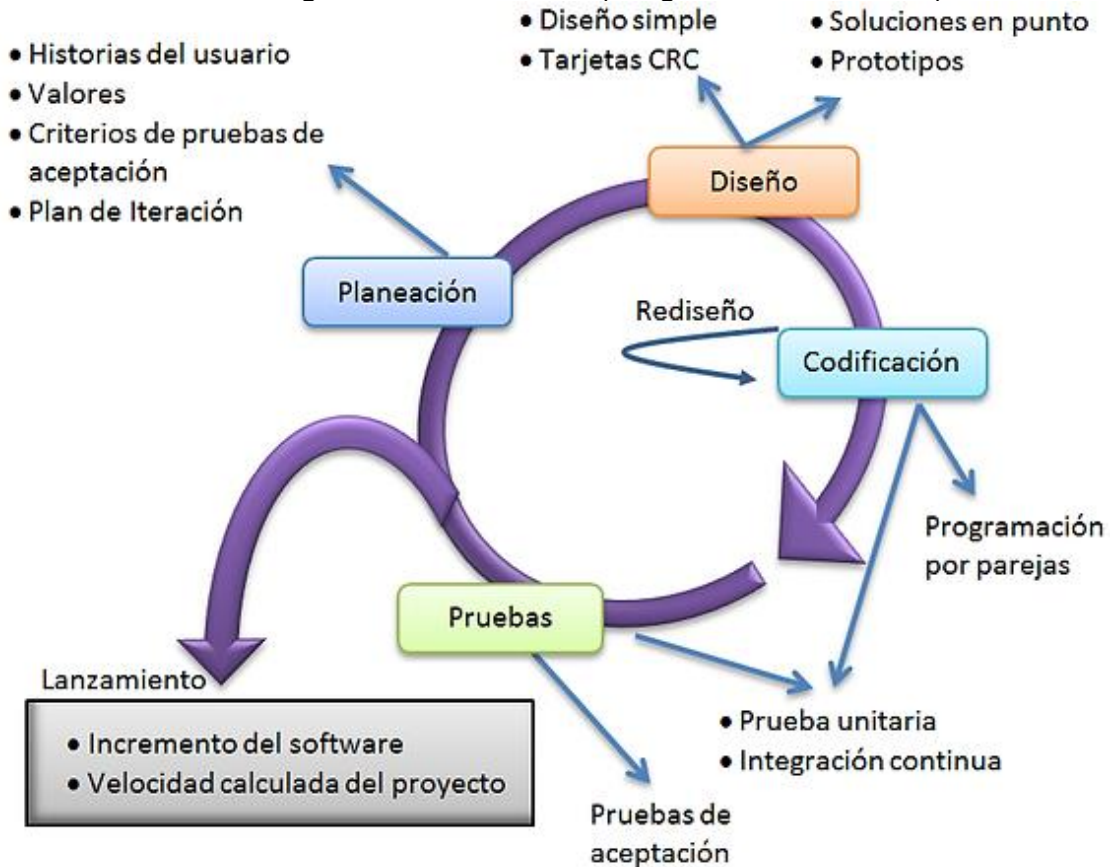 • Diseño simple
• Tarjetas CRC
• Soluciones en punto
• Prototipos
• Historias del usuario
• Valores
• Criterios de pruebas de
aceptación
• Plan de Iteración
Diseño
Planeación
Rediseño
Codificación
Programación
por parejas
Pruebas
Lanzamiento
• Incremento del software
• Velocidad calculada del proyecto
• Prueba unitaria
• Integración continua
Pruebas de
aceptación